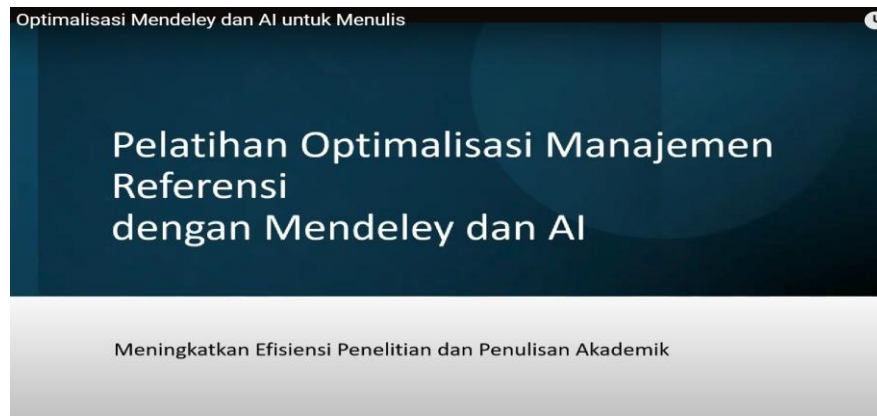 Optimalisasi Mendeley dan AI untuk Menulis
Pelatihan Optimalisasi Manajemen
Referensi
dengan Mendeley dan AI
Meningkatkan Efisiensi Penelitian dan Penulisan Akademik